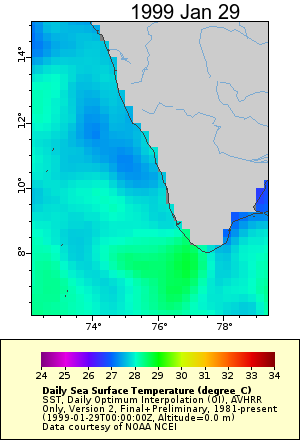 1999 Jan 29
14°
12°
10°
8°
74° 76° 78°
24 25 26 27 28 29 30 31 32 33 34
Daily Sea Surface Temperature (degree_C)
SST, Daily Optimum Interpolation (OI), AVHRR
Only, Version 2, Final+Preliminary, 1981-present
(1999-01-29T00:00:00Z, Altitude=0.0 m)
Data courtesy of NOAA NCEI